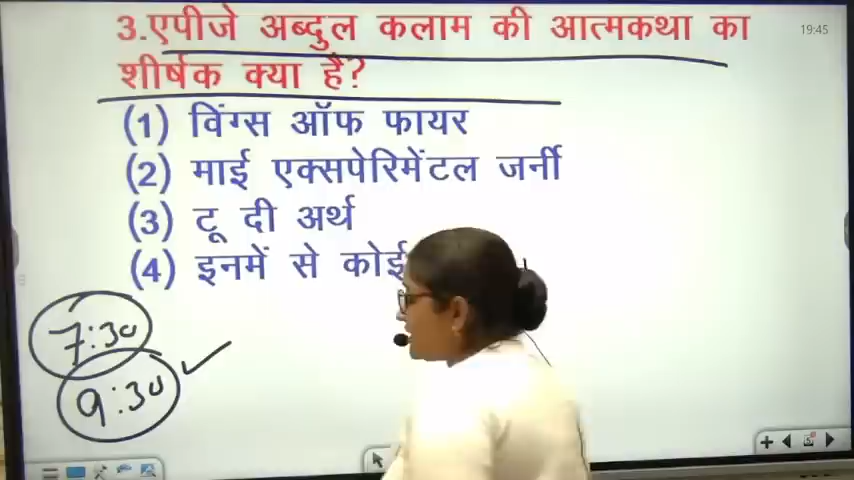 3.एपीजे अब्दुल कलाम की आत्मकथा का
शीर्षक क्या है?
(1) विंग्स ऑफ फायर
(2) माई एक्सपेरिमेंटल जर्नी
(3) टू दी अर्थ
(4) इनमें से कोई
7:30
9:30
19:45